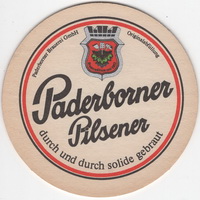 Paderborner Brauerei GmbH
Originalabfüllung
Paderborner
Pilsener
durch und durch solide gebraut